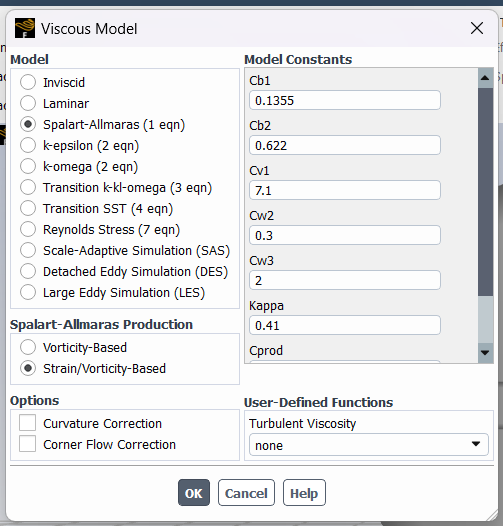 Viscous Model
Model
Inviscid
Laminar
Spalart-Allmaras (1 eqn)
k-epsilon (2 eqn)
k-omega (2 eqn)
Transition k-kl-omega (3 eqn)
Transition SST (4 eqn)
Reynolds Stress (7 eqn)
Scale-Adaptive Simulation (SAS)
Detached Eddy Simulation (DES)
Large Eddy Simulation (LES)
Spalart-Allmaras Production
Vorticity-Based
Strain/Vorticity-Based
Options
Curvature Correction
Corner Flow Correction
Model Constants
Cb1
0.1355
Cb2
0.622
Cv1
7.1
Cw2
0.3
Cw3
2
Kappa
0.41
Cprod
User-Defined Functions
Turbulent Viscosity
none
OK
Cancel
Help